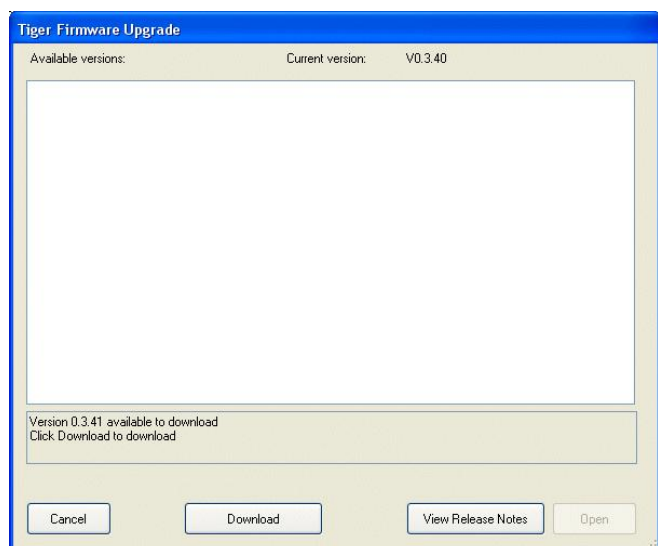 Tiger Firmware Upgrade
Available versions: Current version: V0.3.40
Version 0.3.41 available to download
Click Download to download
Cancel Download View Release Notes Open